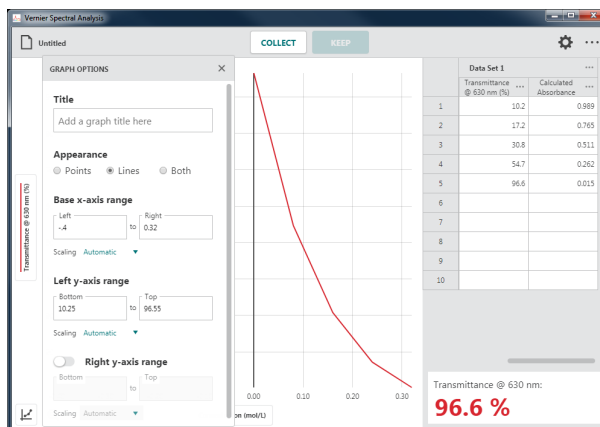 Vernier Spectral Analysis
Untitled
COLLECT
KEEP
GRAPH OPTIONS
Title
Add a graph title here
Appearance
Points Lines Both
Base x-axis range
Left Right
-.4 to 0.32
Scaling Automatic
Left y-axis range
Bottom Top
10.25 to 96.55
Scaling Automatic
Right y-axis range
Bottom Top
to
Scaling Automatic
Transmittance @ 630 nm (%)
0.00 0.10 0.20 0.30
(mol/L)
Data Set 1
Transmittance @ 630 nm (%) Calculated Absorbance
1 10.2 0.989
2 17.2 0.765
3 30.8 0.511
4 54.7 0.262
5 96.6 0.015
6
7
8
9
10
Transmittance @ 630 nm:
96.6 %